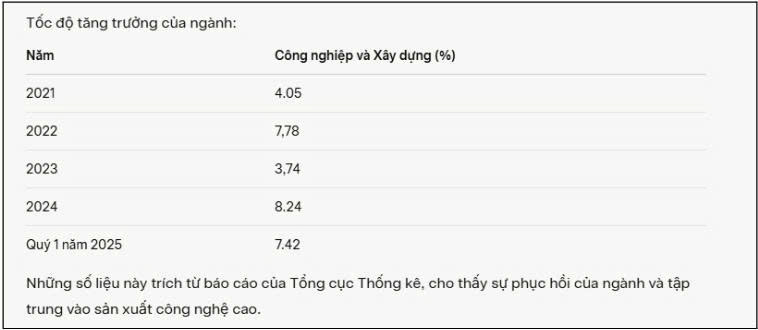 Tốc độ tăng trưởng của ngành:
Năm Công nghiệp và Xây dựng (%)
2021 4.05
2022 7,78
2023 3,74
2024 8.24
Quý 1 năm 2025 7.42
Những số liệu này trích từ báo cáo của Tổng cục Thống kê, cho thấy sự phục hồi của ngành và tập
trung vào sản xuất công nghệ cao.